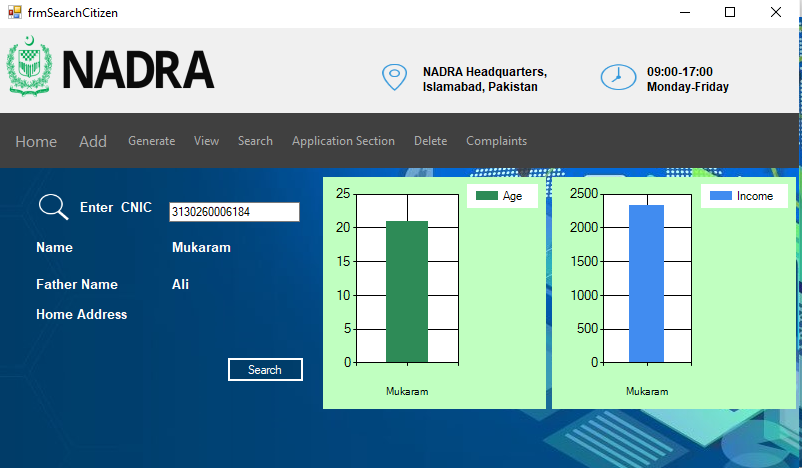 frmSearchCitizen
NADRA
NADRA Headquarters,
Islamabad, Pakistan
09:00-17:00
Monday-Friday
Home Add Generate View Search Application Section Delete Complaints
Enter CNIC 3130260006184
Name Mukaram
Father Name Ali
Home Address
Search
Age
25
20
15
10
5
0
Mukaram
Income
2500
2000
1500
1000
500
0
Mukaram